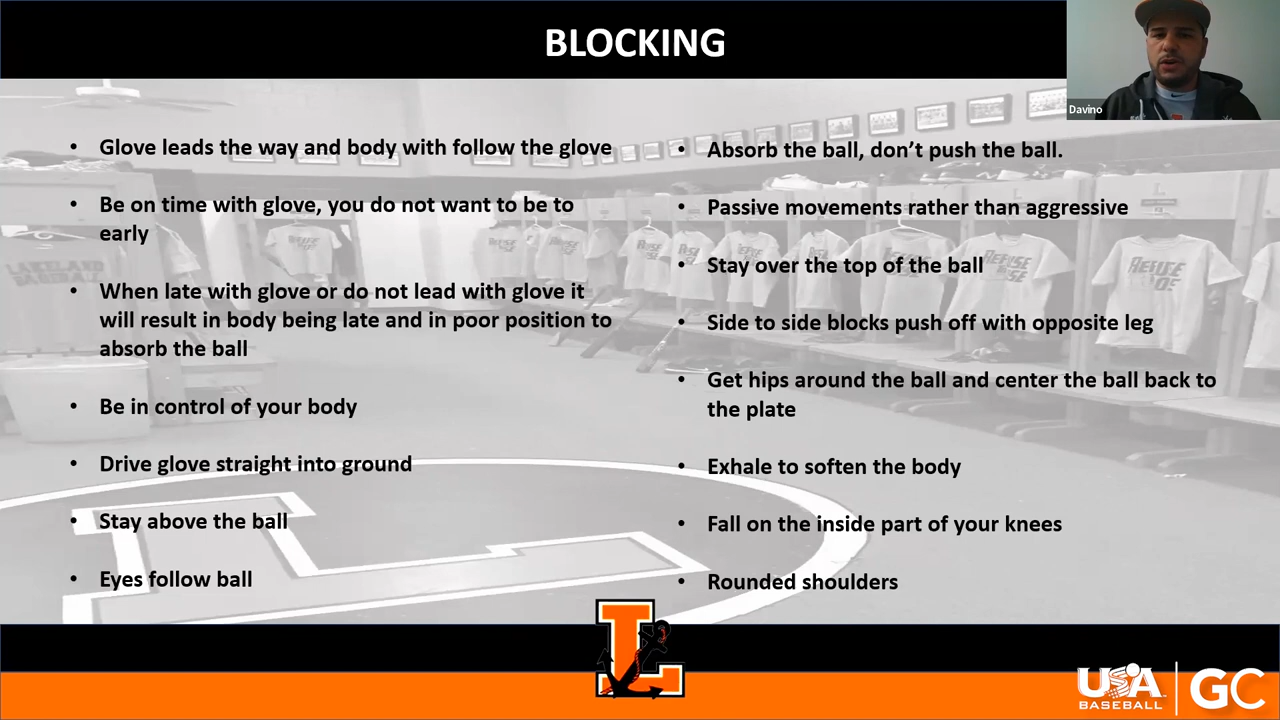 BLOCKING
Davino
• Glove leads the way and body with follow the glove
• Be on time with glove, you do not want to be to
early
• When late with glove or do not lead with glove it
will result in body being late and in poor position to
absorb the ball
• Be in control of your body
• Drive glove straight into ground
• Stay above the ball
• Eyes follow ball
• Absorb the ball, don’t push the ball.
• Passive movements rather than aggressive
• Stay over the top of the ball
• Side to side blocks push off with opposite leg
• Get hips around the ball and center the ball back to
the plate
• Exhale to soften the body
• Fall on the inside part of your knees
• Rounded shoulders
LAKELAND
BASEBALL
REFUSE
L
L
USA
BASEBALL
GC